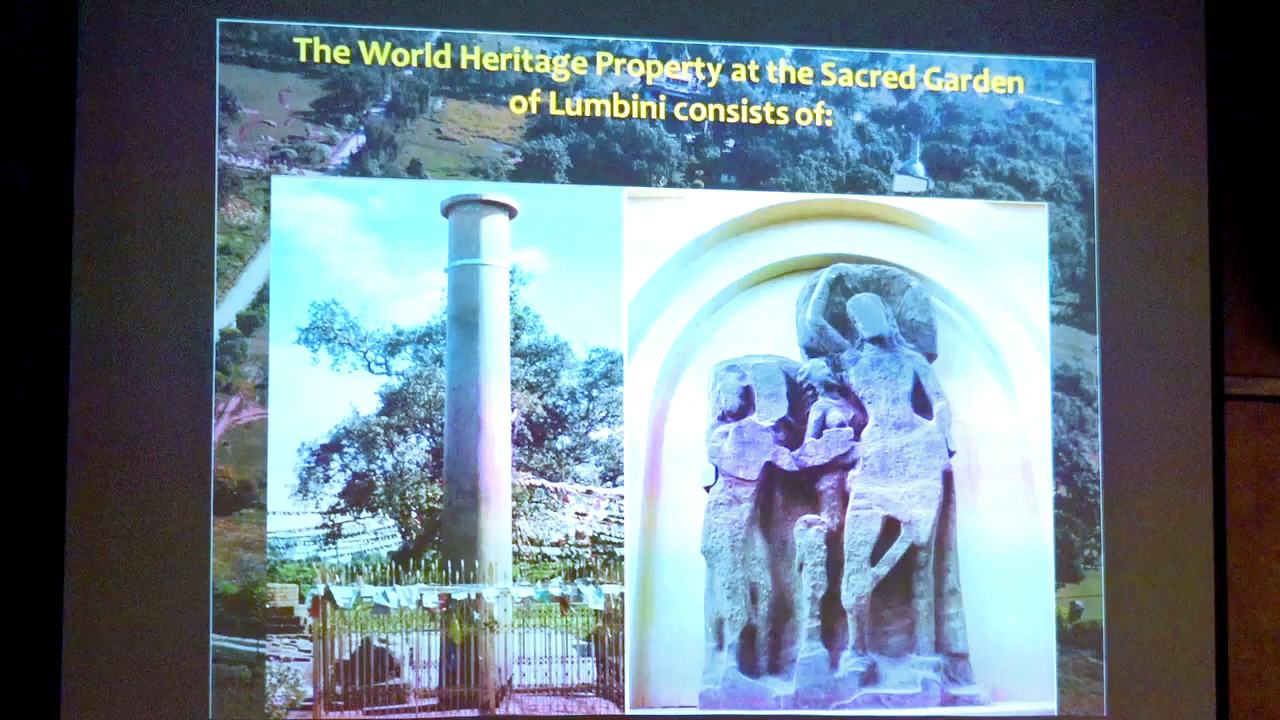 The World Heritage Property at the Sacred Garden
of Lumbini consists of: